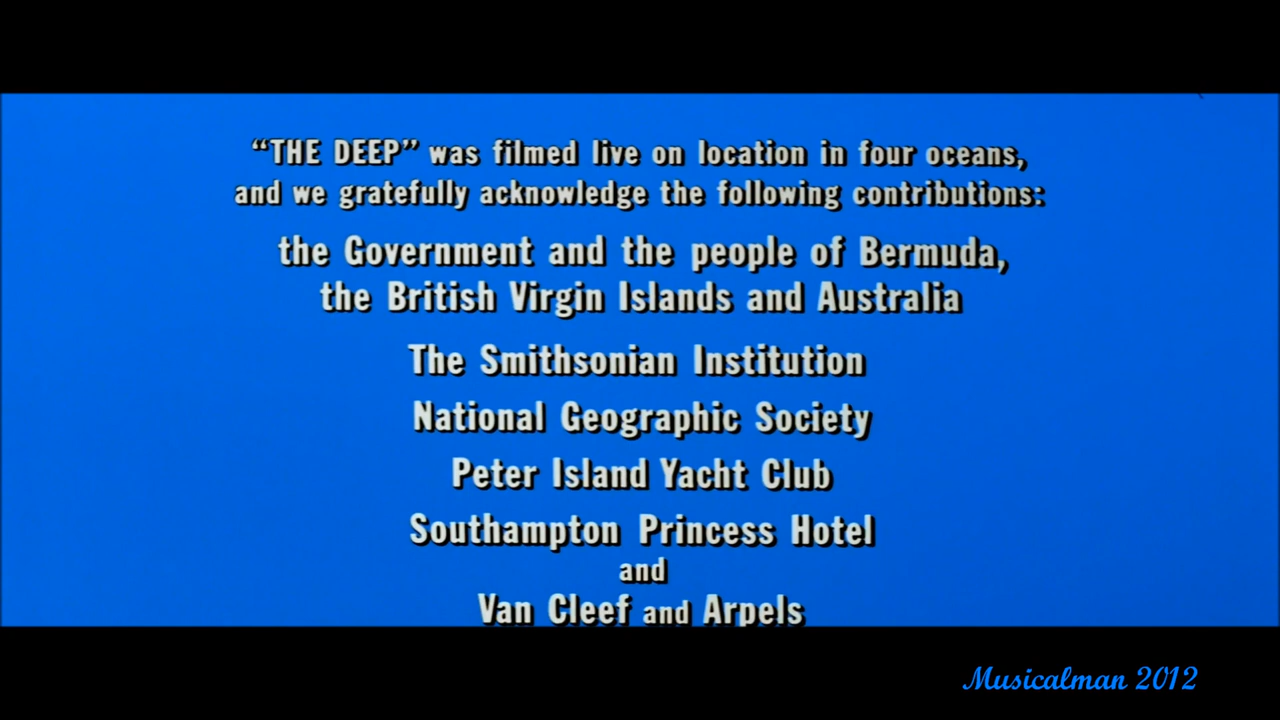 “THE DEEP” was filmed live on location in four oceans,
and we gratefully acknowledge the following contributions:
the Government and the people of Bermuda,
the British Virgin Islands and Australia
The Smithsonian Institution
National Geographic Society
Peter Island Yacht Club
Southampton Princess Hotel
and
Van Cleef and Arpels
Musicalman 2012